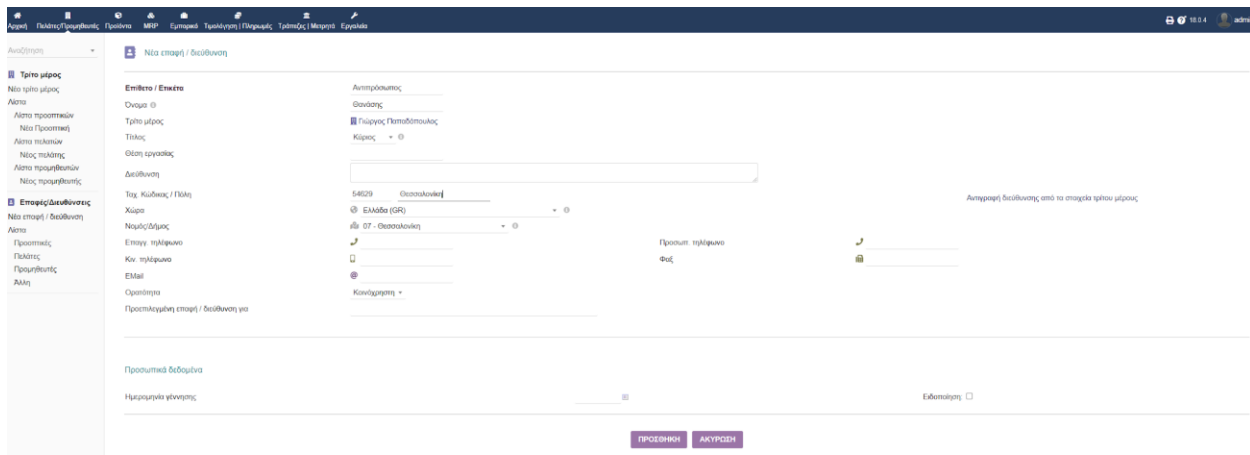 Αρχική Πελάτες/Προμηθευτές Προϊόντα MRP Εμπορικό Τιμολόγηση | Πληρωμές Τράπεζες | Μετρητά Εργαλεία 18.0.4 admi
Αναζήτηση
Τρίτο μέρος
Νέο τρίτο μέρος
Λίστα
Λίστα προοπτικών
Νέα Προοπτική
Λίστα πελατών
Νέος πελάτης
Λίστα προμηθευτών
Νέος προμηθευτής
Επαφές/Διευθύνσεις
Νέα επαφή / διεύθυνση
Λίστα
Προοπτικές
Πελάτες
Προμηθευτές
Άλλη
Νέα επαφή / διεύθυνση
Επίθετο / Ετικέτα Αντιπρόσωπος
Όνομα Θανάσης
Τρίτο μέρος Γιώργος Παπαδόπουλος
Τίτλος Κύριος
Θέση εργασίας
Διεύθυνση
Ταχ. Κώδικας / Πόλη 54629 Θεσσαλονίκη Αντιγραφή διεύθυνσης από τα στοιχεία τρίτου μέρους
Χώρα Ελλάδα (GR)
Νομός/Δήμος 07 - Θεσσαλονίκη
Επαγγ. τηλέφωνο Προσωπ. τηλέφωνο
Κιν. τηλέφωνο Φαξ
EMail
Ορατότητα Κοινόχρηστη
Προεπιλεγμένη επαφή / διεύθυνση για
Προσωπικά δεδομένα
Ημερομηνία γέννησης Ειδοποίηση
ΠΡΟΣΘΗΚΗ ΑΚΥΡΩΣΗ